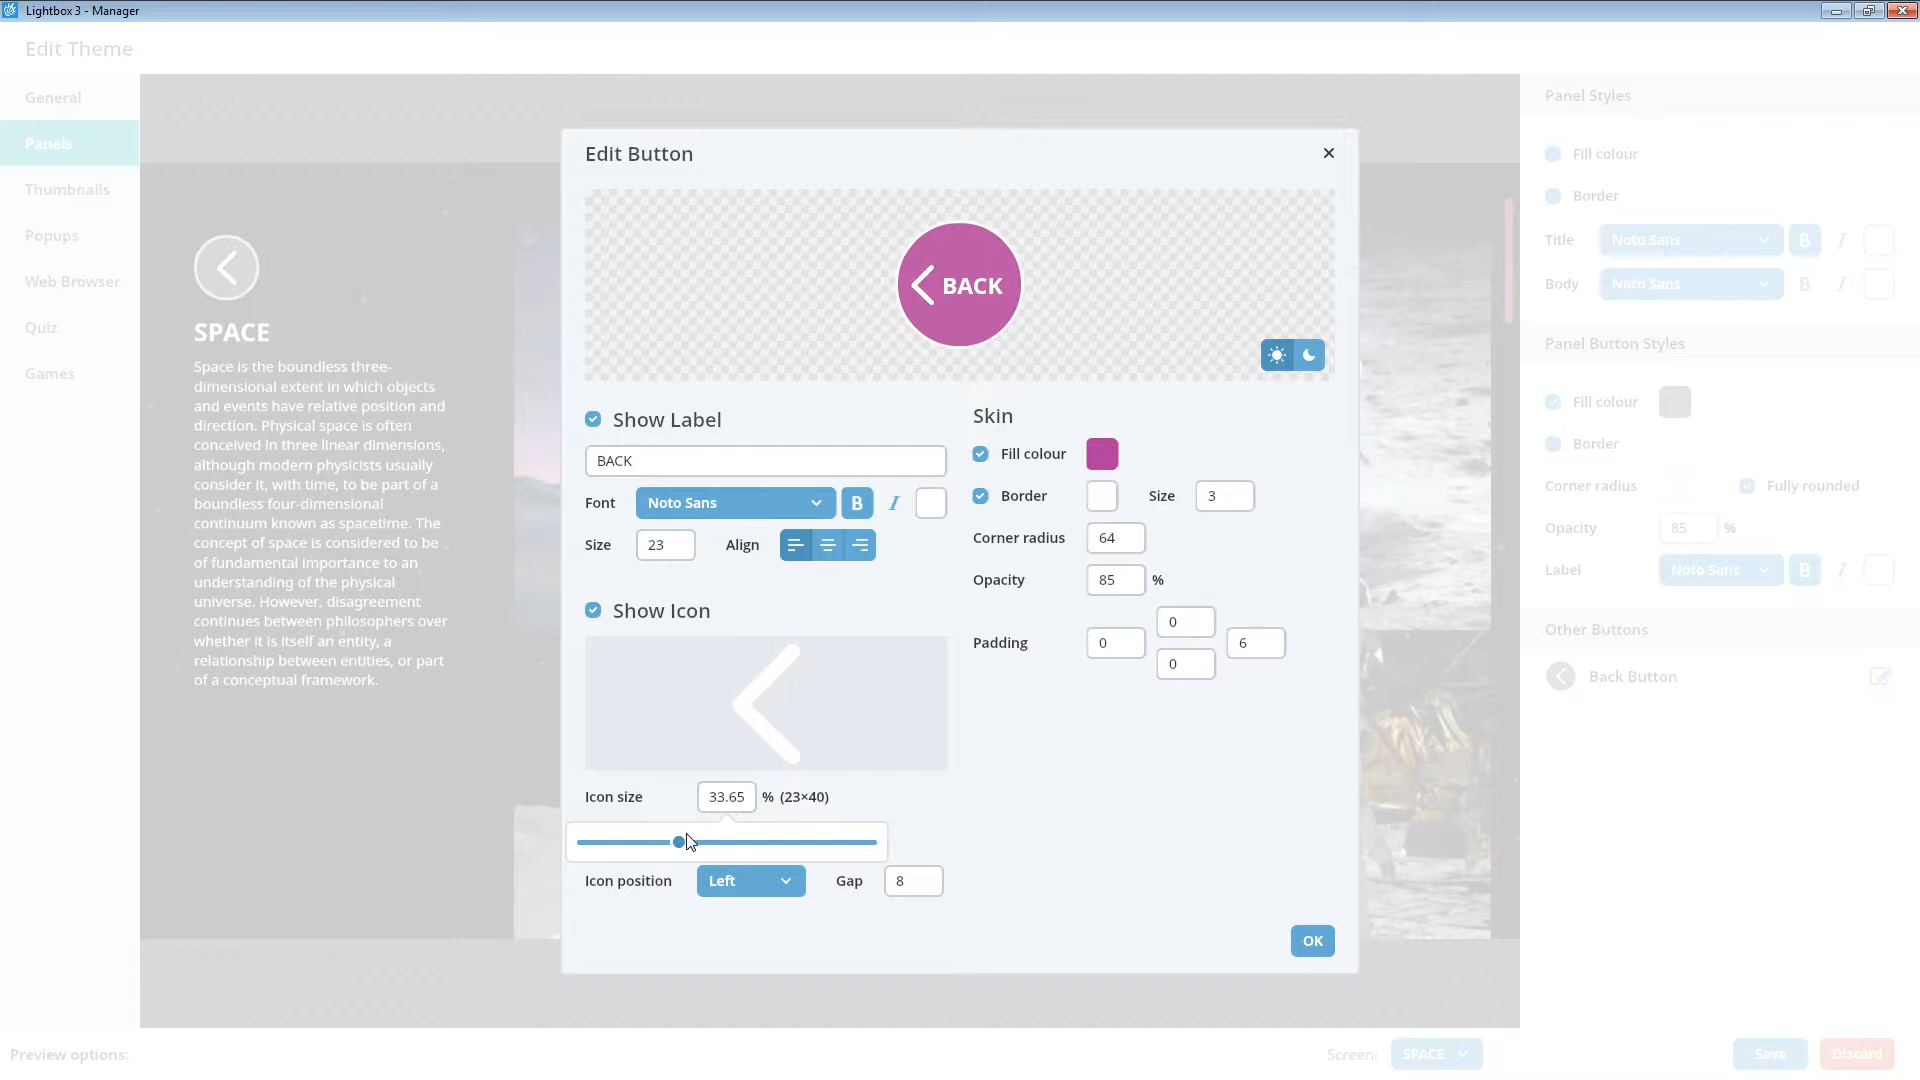 Lightbox 3 - Manager
Edit Theme
General
Panels
Thumbnails
Popups
Web Browser
Quiz
Games
SPACE
Space is the boundless three-
dimensional extent in which objects
and events have relative position and
direction. Physical space is often
conceived in three linear dimensions,
although modern physicists usually
consider it, with time, to be part of a
boundless four-dimensional
continuum known as spacetime. The
concept of space is considered to be
of fundamental importance to an
understanding of the physical
universe. However, disagreement
continues between philosophers over
whether it is itself an entity, a
relationship between entities, or part
of a conceptual framework.
Edit Button
BACK
Show Label
BACK
Font Noto Sans B I
Size 23 Align
Show Icon
Icon size 33.65 % (23×40)
Icon position Left Gap 8
Skin
Fill colour
Border Size 3
Corner radius 64
Opacity 85 %
Padding 0 0 6 0
OK
Panel Styles
Fill colour
Border
Title Noto Sans B I
Body Noto Sans B I
Panel Button Styles
Fill colour
Border
Corner radius Fully rounded
Opacity 85 %
Label Noto Sans B I
Other Buttons
Back Button
Preview options:
Screen: SPACE
Save
Discard